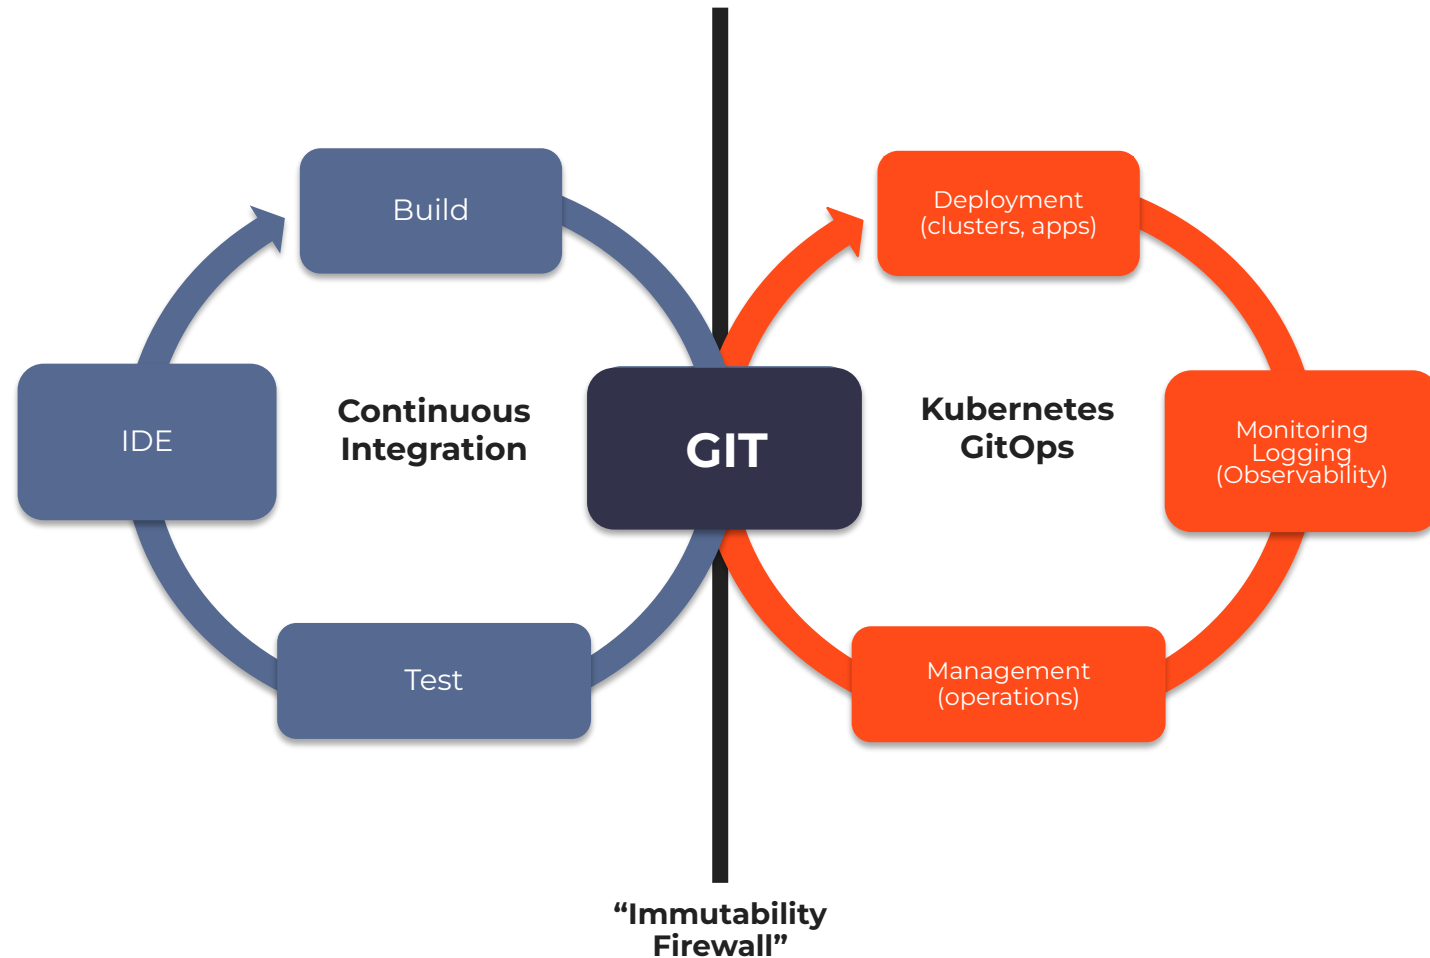 Build
Deployment
(clusters, apps)
IDE
Continuous
Integration
GIT
Kubernetes
GitOps
Monitoring
Logging
(Observability)
Test
Management
(operations)
“Immutability
Firewall”